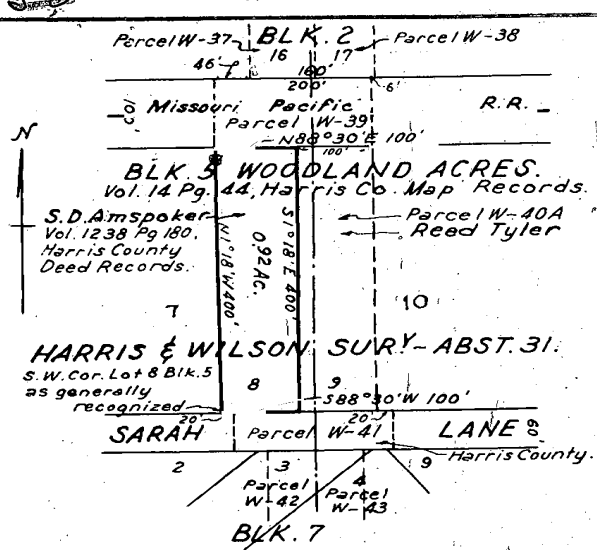 BLK. 2
Parcel W-37
16
17
Parcel W-38
46'
160'
200'
6'
Missouri Pacific R.R.
Parcel W-39
N
N88°30'E 100'
100'
BLK. 5 WOODLAND ACRES.
Vol. 14 Pg. 44, Harris Co. Map Records.
S.D. Amspoker
Vol. 1238 Pg 180,
Harris County
Deed Records.
N1°18'W 400'
0.92 Ac.
S1°18'E 400'
Parcel W-40A
Reed Tyler
7
10
HARRIS & WILSON SURY - ABST. 31.
S.W. Cor. Lot 8 Blk. 5
as generally
recognized
8
9
S88°30'W 100'
20'
20'
SARAH LANE
Parcel W-41
60'
Harris County.
2
3
4
9
Parcel
W-42
Parcel
W-43
BLK. 7